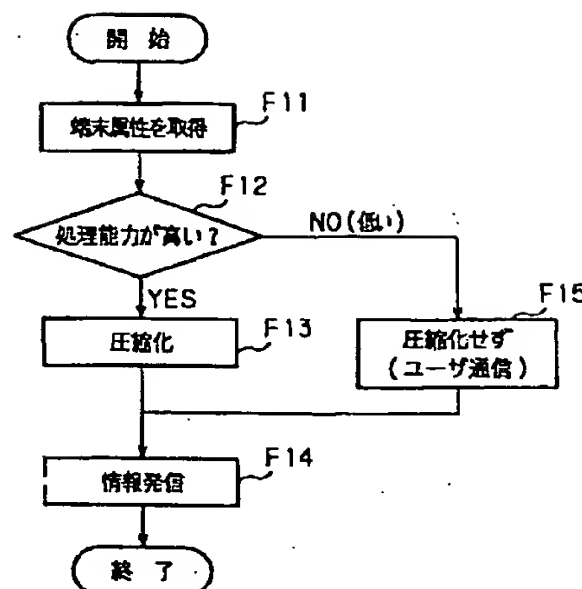 開 始
F11
端末属性を取得
F12
処理能力が高い?
NO(低い)
YES
F13
圧縮化
F15
圧縮化せず
(ユーザ通信)
F14
情報発信
終 了